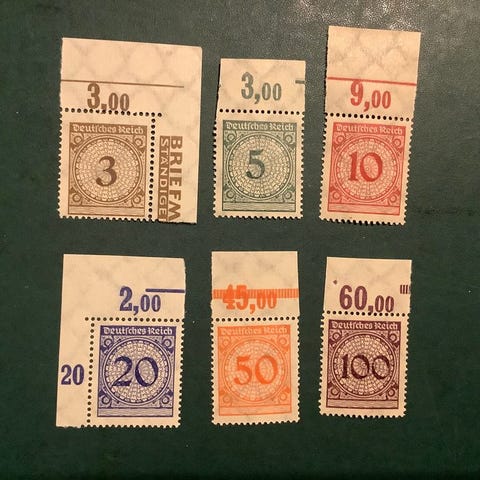 3,00
Deutsches Reich
3
BRIEFM
STÄNDIGE
3,00
Deutsches Reich
5
9,00
Deutsches Reich
10
2,00
20
Deutsches Reich
20
45,00
Deutsches Reich
50
60,00
Deutsches Reich
100